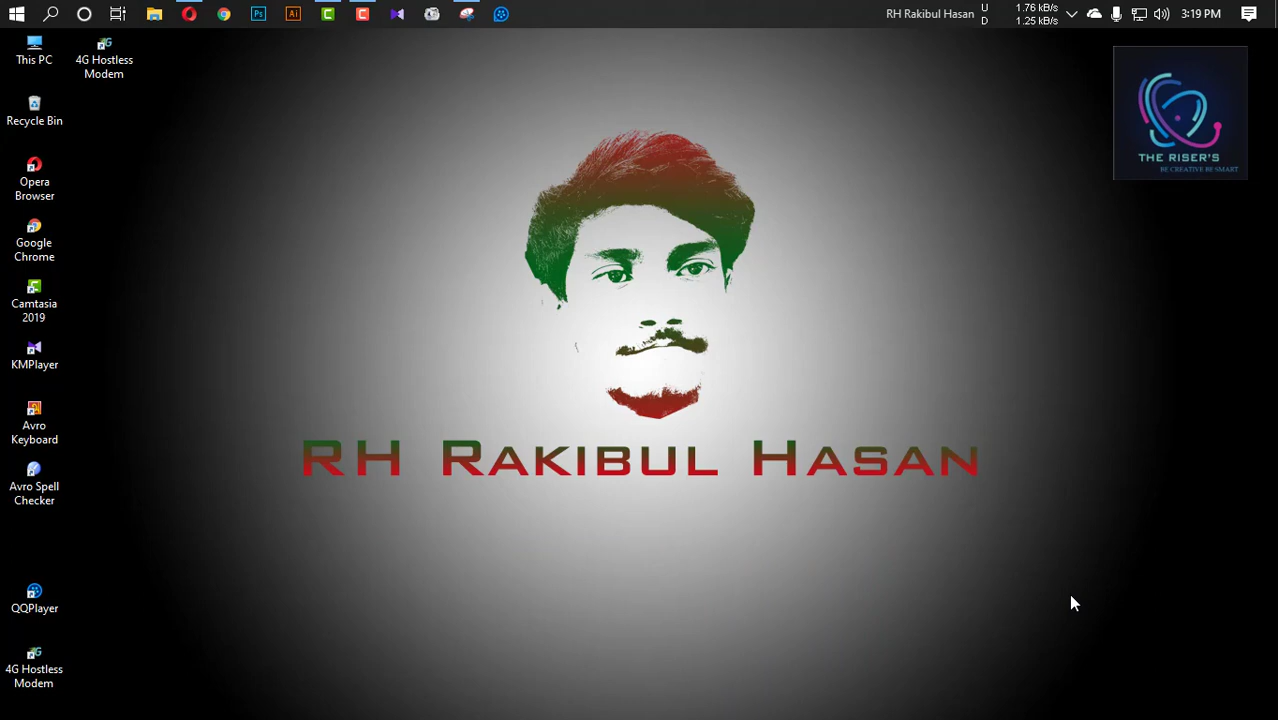 Ps
Ai
RH Rakibul Hasan
U
1.76 kB/s
D
1.25 kB/s
3:19 PM
This PC
4G Hostless
Modem
Recycle Bin
Opera
Browser
Google
Chrome
Camtasia
2019
KMPlayer
Avro
Keyboard
Avro Spell
Checker
QQPlayer
4G Hostless
Modem
THE RISER'S
BE CREATIVE BE SMART
RH RAKIBUL HASAN